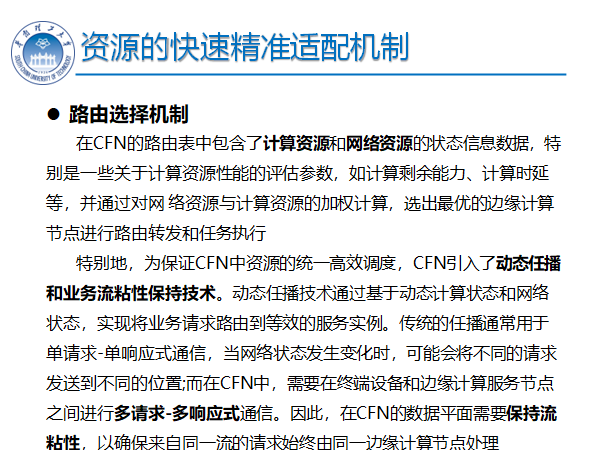 资源的快速精准适配机制
● 路由选择机制
在CFN的路由表中包含了计算资源和网络资源的状态信息数据，特
别是一些关于计算资源性能的评估参数，如计算剩余能力、计算时延
等，并通过对网 络资源与计算资源的加权计算，选出最优的边缘计算
节点进行路由转发和任务执行
特别地，为保证CFN中资源的统一高效调度，CFN引入了动态任播
和业务流粘性保持技术。动态任播技术通过基于动态计算状态和网络
状态，实现将业务请求路由到等效的服务实例。传统的任播通常用于
单请求-单响应式通信，当网络状态发生变化时，可能会将不同的请求
发送到不同的位置;而在CFN中，需要在终端设备和边缘计算服务节点
之间进行多请求-多响应式通信。因此，在CFN的数据平面需要保持流
粘性，以确保来自同一流的请求始终由同一边缘计算节点处理